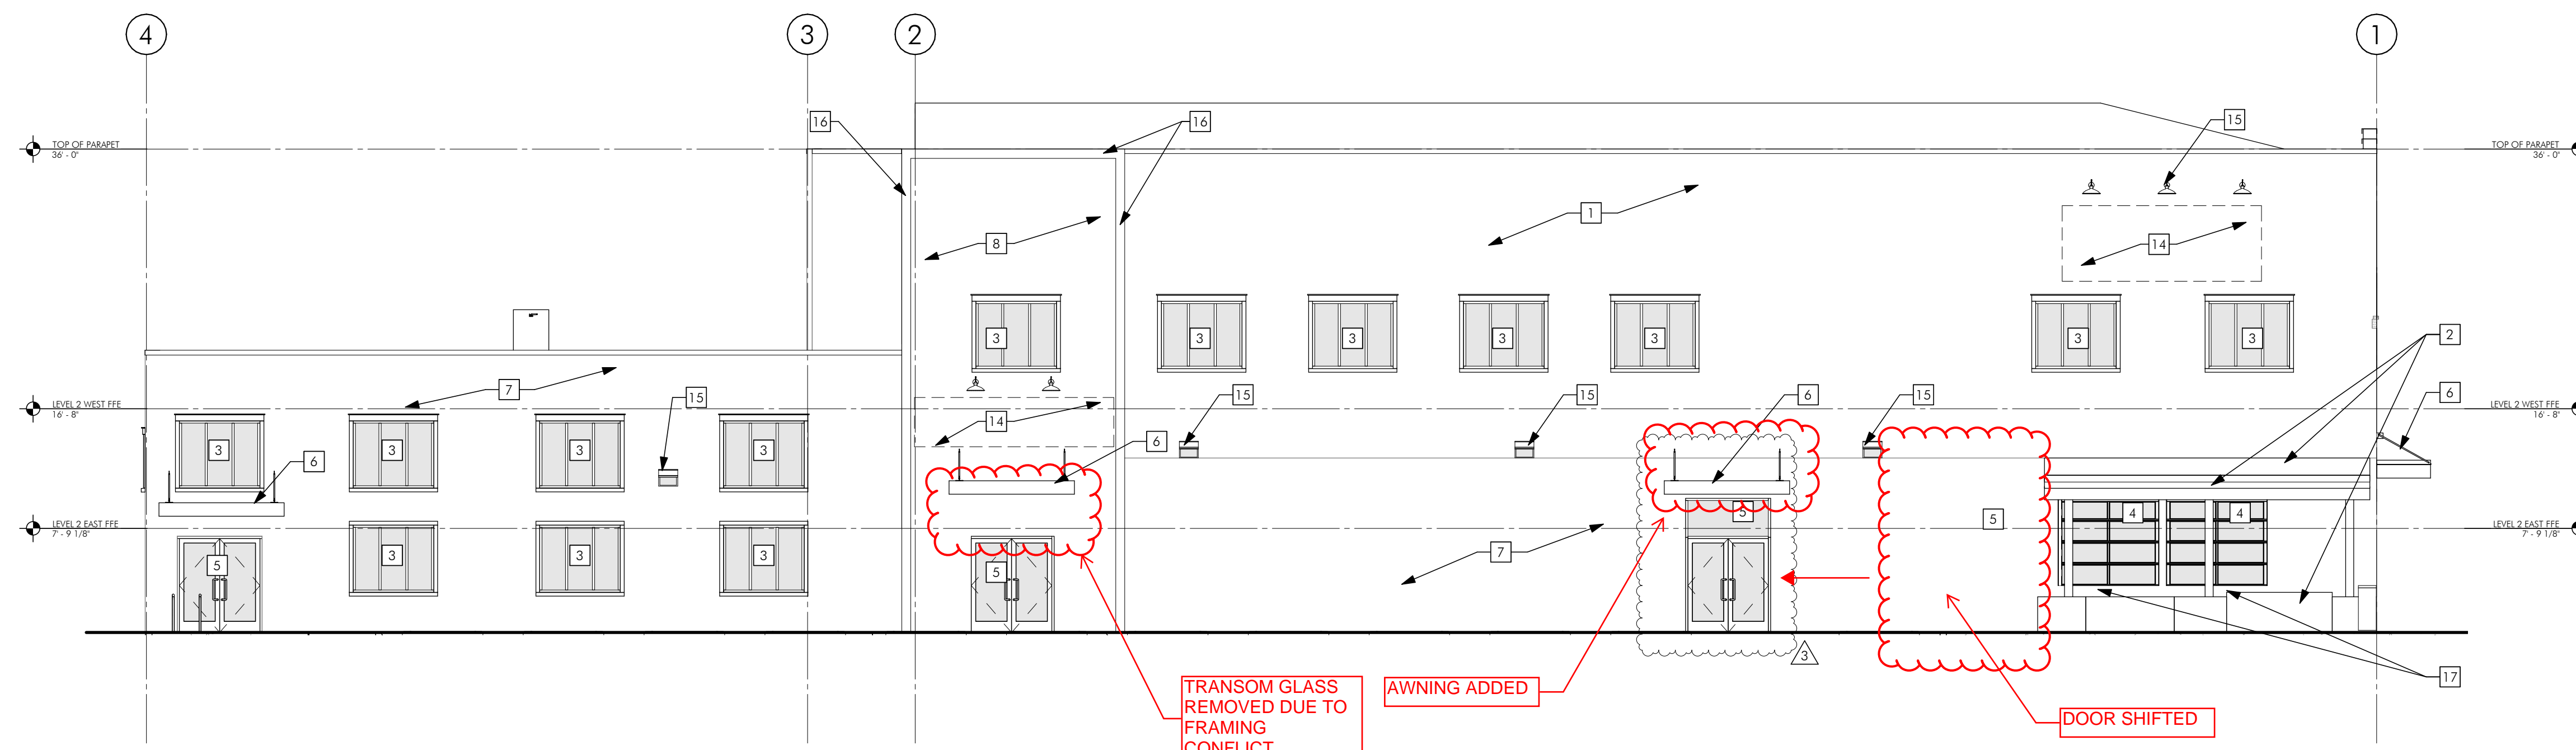 4
3
2
1
16
16
15
TOP OF PARAPET
36' - 0"
TOP OF PARAPET
36' - 0"
8
1
14
3
3
3
3
3
3
3
2
7
15
15
15
6
15
6
LEVEL 2 WEST FFE
16' - 8"
LEVEL 2 WEST FFE
16' - 8"
14
6
3
3
3
3
6
5
5
4
4
LEVEL 2 EAST FFE
7' - 9 1/8"
LEVEL 2 EAST FFE
7' - 9 1/8"
7
3
3
3
5
5
3
17
TRANSOM GLASS
REMOVED DUE TO
FRAMING
CONFLICT
AWNING ADDED
DOOR SHIFTED